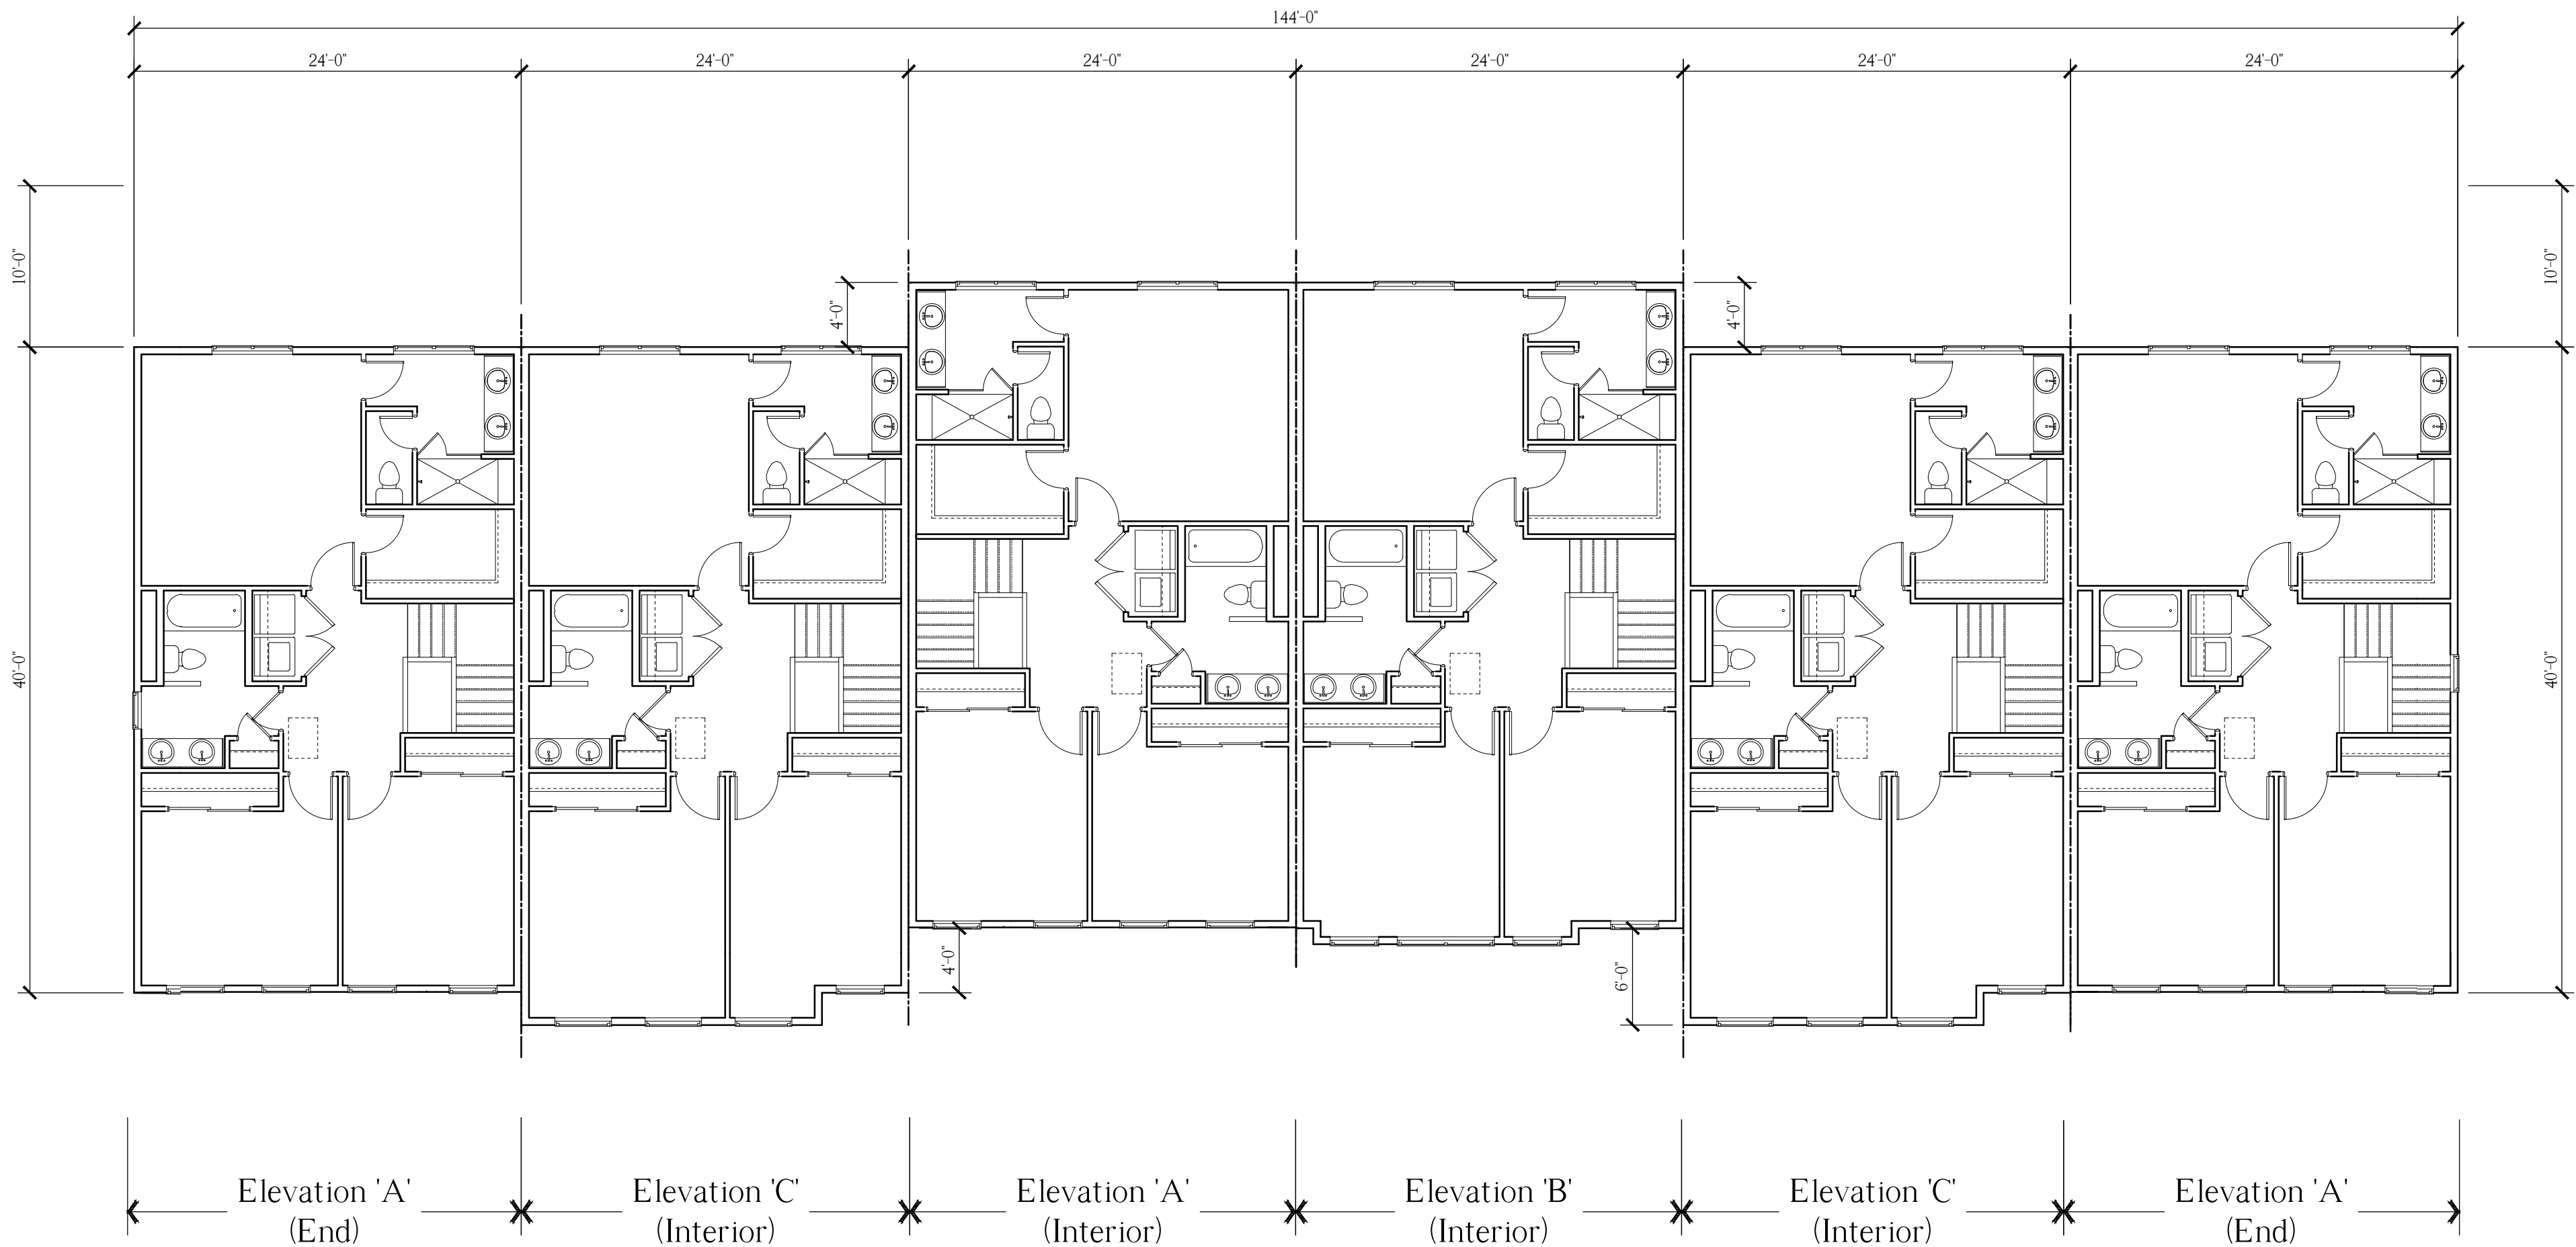 144'-0"
24'-0"
24'-0"
24'-0"
24'-0"
24'-0"
24'-0"
10'-0"
10'-0"
4'-0"
4'-0"
40'-0"
40'-0"
4'-0"
6'-0"
Elevation 'A'
(End)
Elevation 'C'
(Interior)
Elevation 'A'
(Interior)
Elevation 'B'
(Interior)
Elevation 'C'
(Interior)
Elevation 'A'
(End)